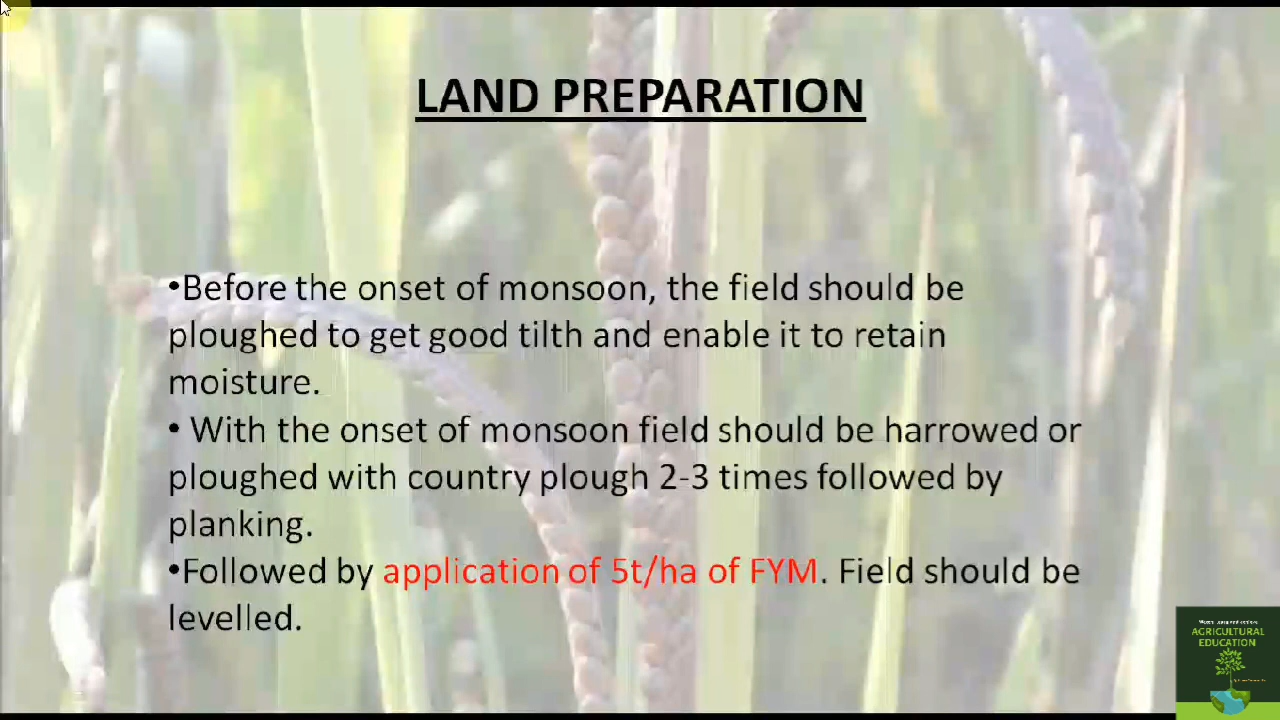 LAND PREPARATION
•Before the onset of monsoon, the field should be
ploughed to get good tilth and enable it to retain
moisture.
• With the onset of monsoon field should be harrowed or
ploughed with country plough 2-3 times followed by
planking.
•Followed by application of 5t/ha of FYM. Field should be
levelled.
AGRICULTURAL
EDUCATION